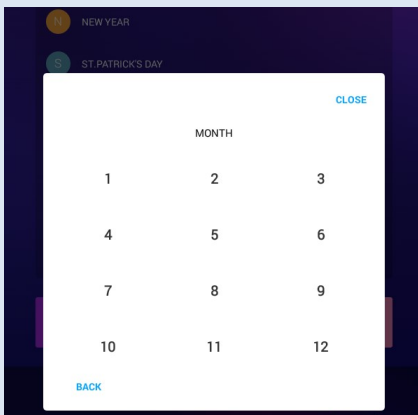 N NEW YEAR
S ST.PATRICK'S DAY
CLOSE
MONTH
1 2 3
4 5 6
7 8 9
10 11 12
BACK